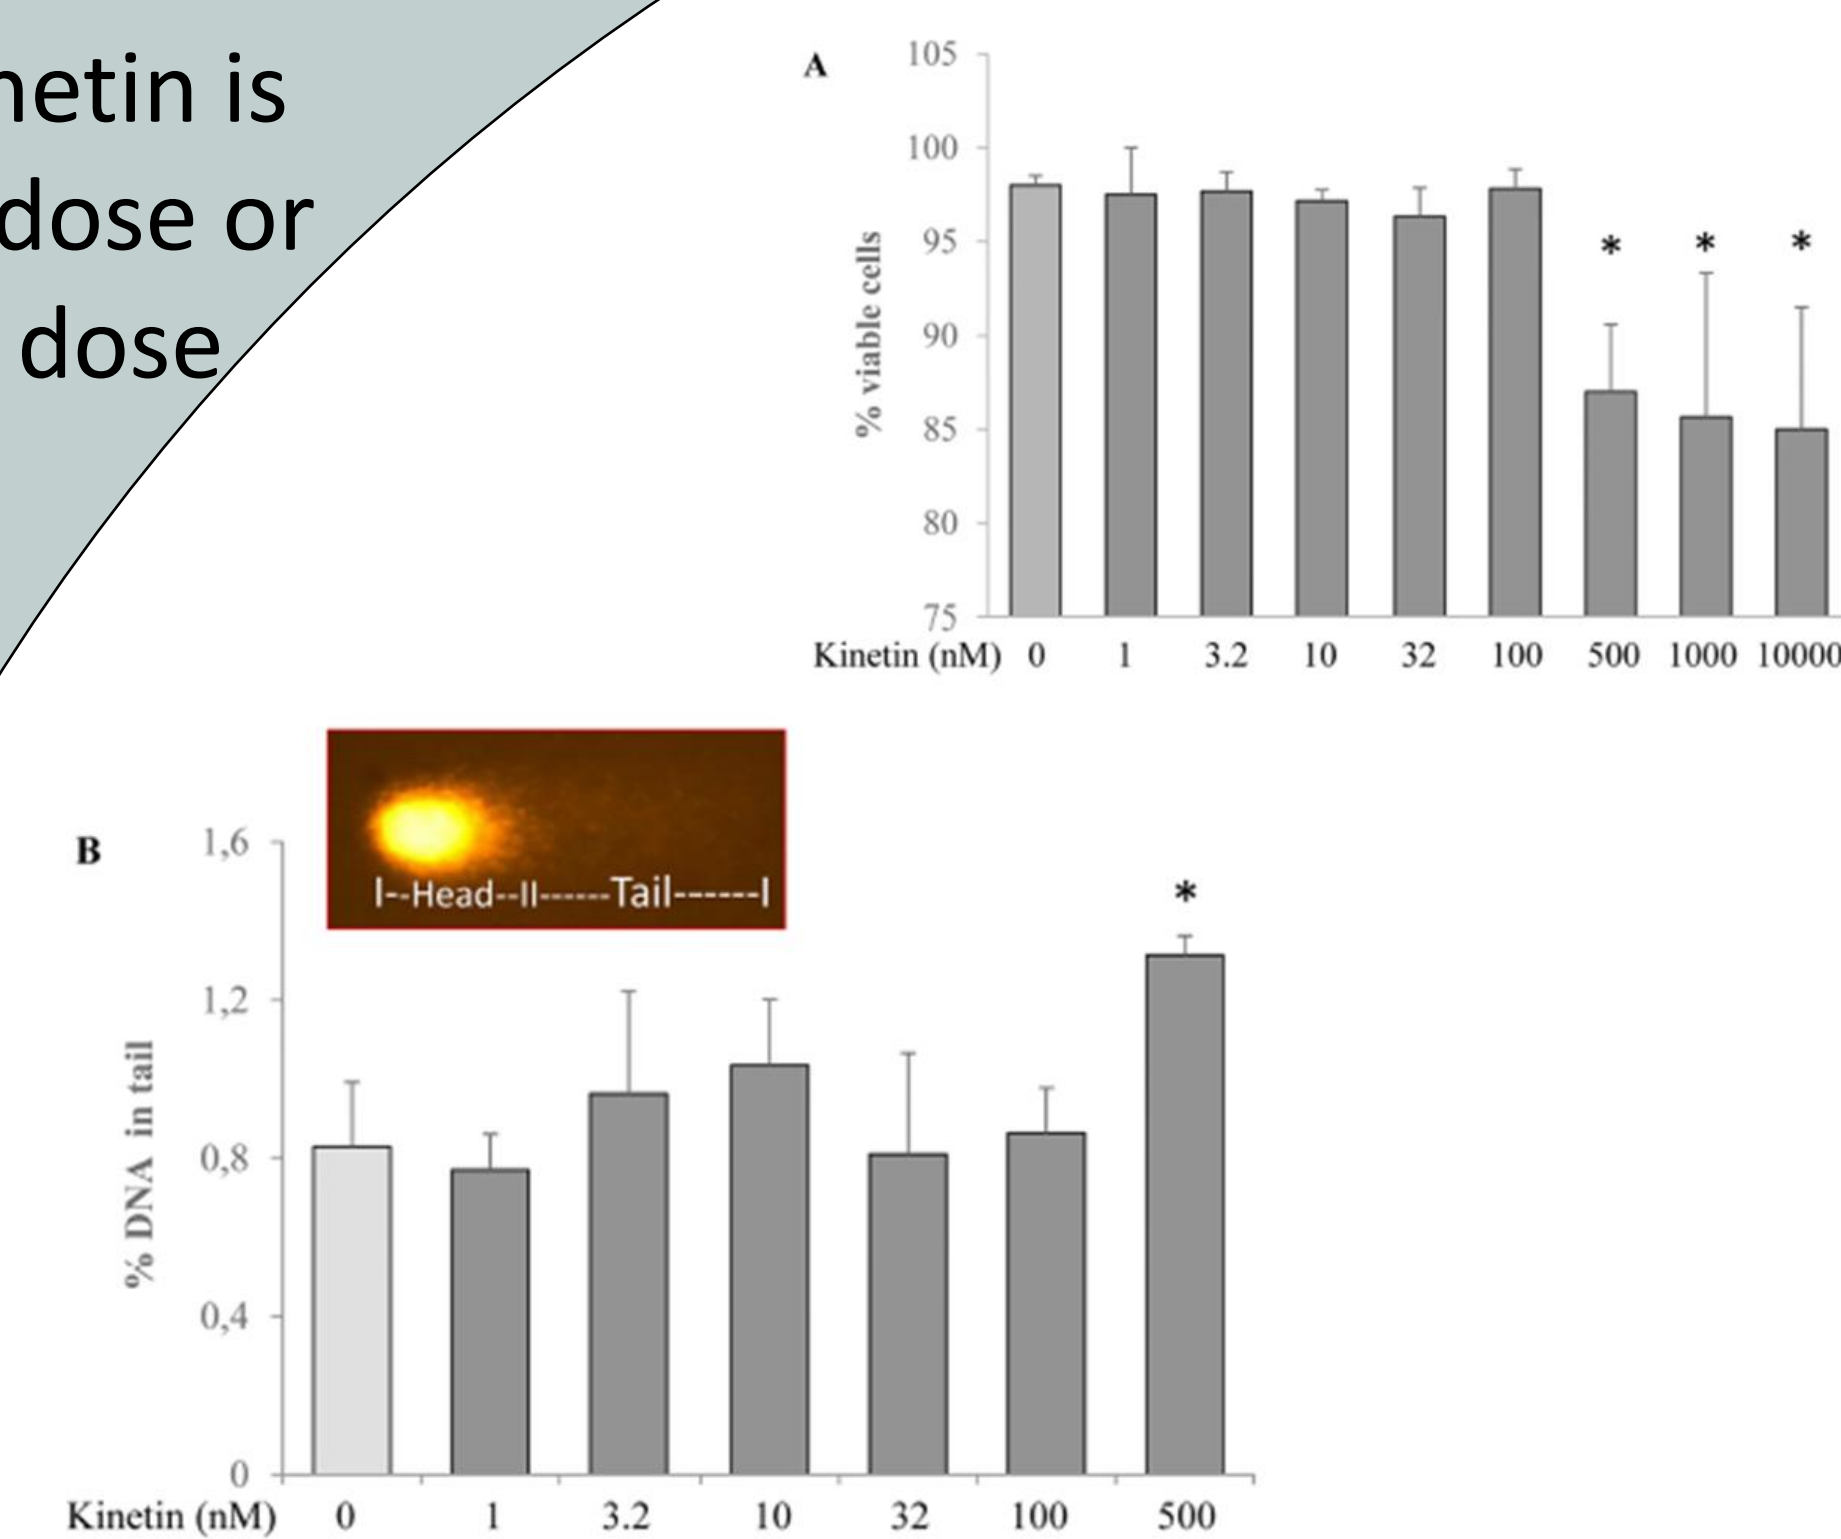 netin is
dose or
dose
A
105
100
95
90
85
80
75
% viable cells
* * *
Kinetin (nM) 0 1 3.2 10 32 100 500 1000 10000
B
1,6
1,2
0,8
0,4
0
% DNA in tail
I--Head--II------Tail------I
*
Kinetin (nM) 0 1 3.2 10 32 100 500